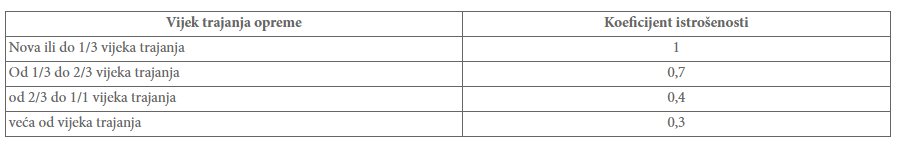 Vijek trajanja opreme Koeficijent istrošenosti
Nova ili do 1/3 vijeka trajanja 1
Od 1/3 do 2/3 vijeka trajanja 0,7
od 2/3 do 1/1 vijeka trajanja 0,4
veća od vijeka trajanja 0,3